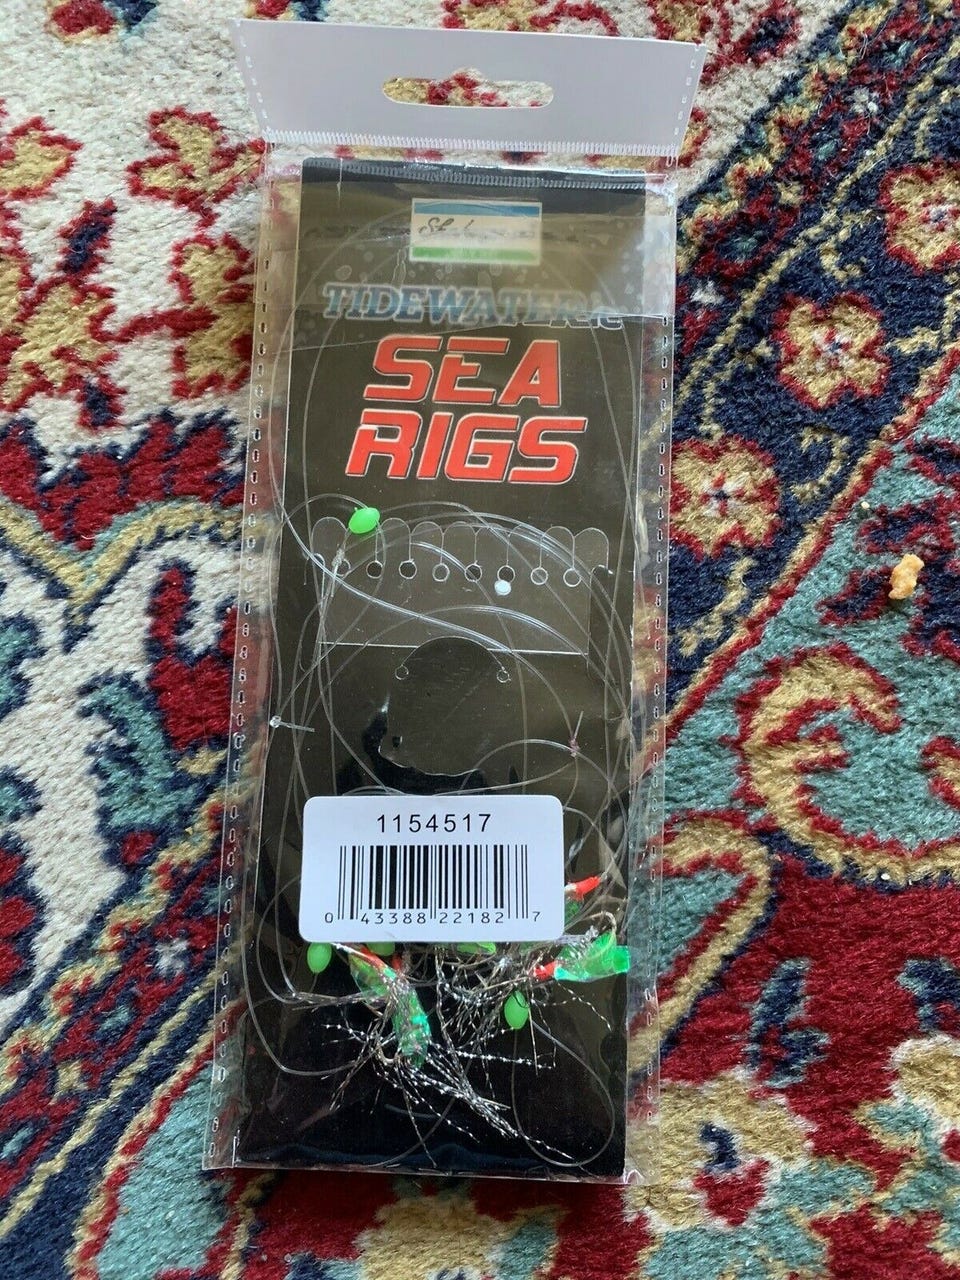 TIDEWATER
SEA
RIGS
1154517
0 43388 22182 7